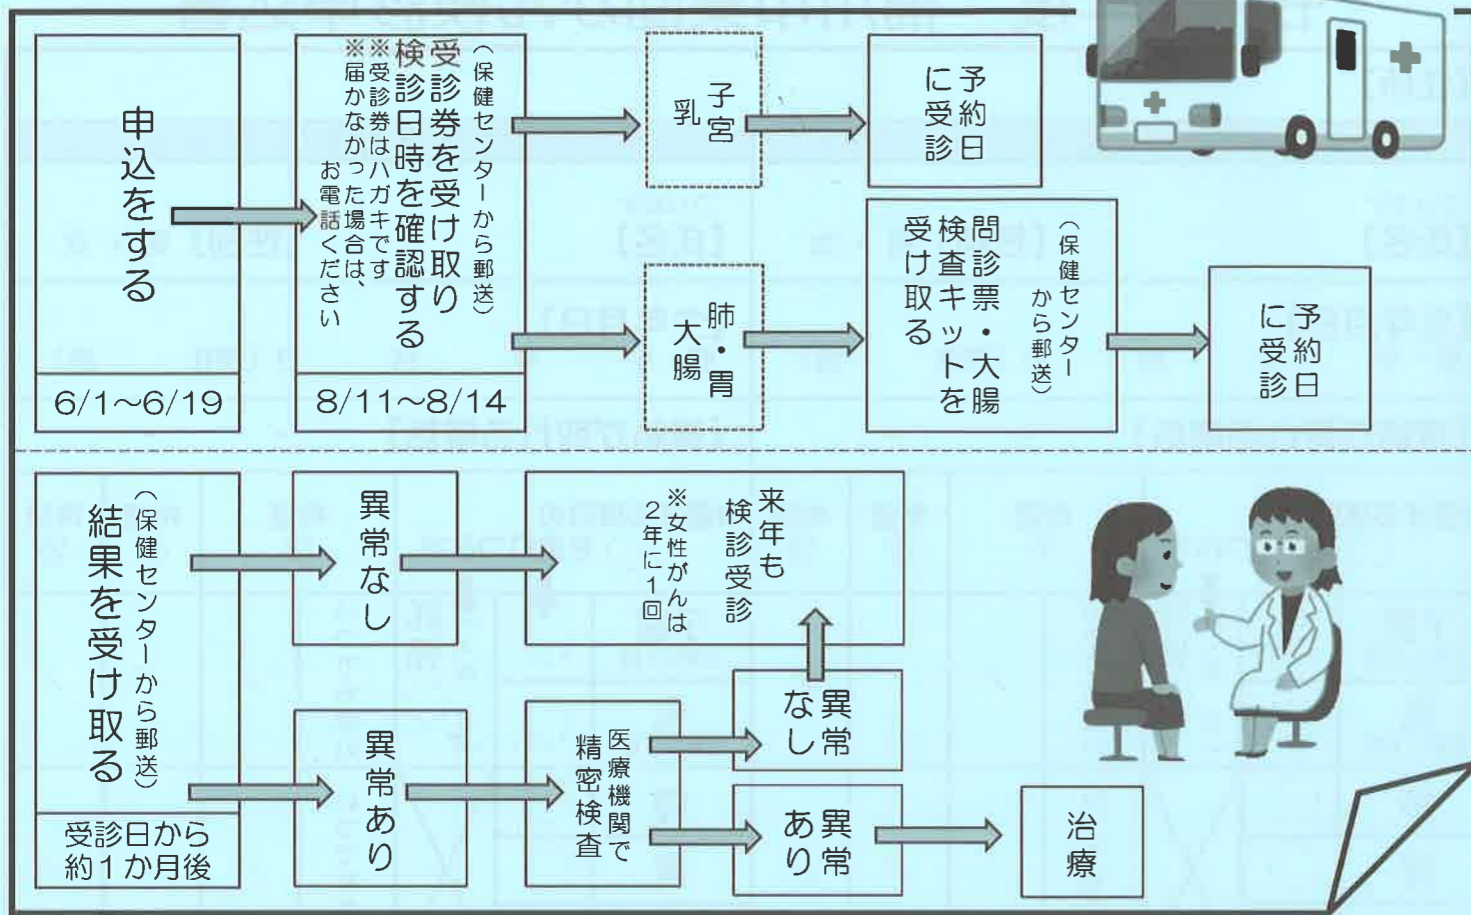 申込をする
6/1～6/19
（保健センターから郵送）
受診券を受け取り
検診日時を確認する
※受診券はハガキです
※届かなかった場合は、
お電話ください
8/11～8/14
子宮
乳
予約日
に受診
肺・胃
大腸
（保健センター
から郵送）
問診票・大腸
検査キットを
受け取る
予約日
に受診
（保健センターから郵送）
結果を受け取る
受診日から
約１か月後
異常なし
来年も
検診受診
※女性がんは
２年に１回
異常あり
医療機関で
精密検査
異常
なし
異常
あり
治療